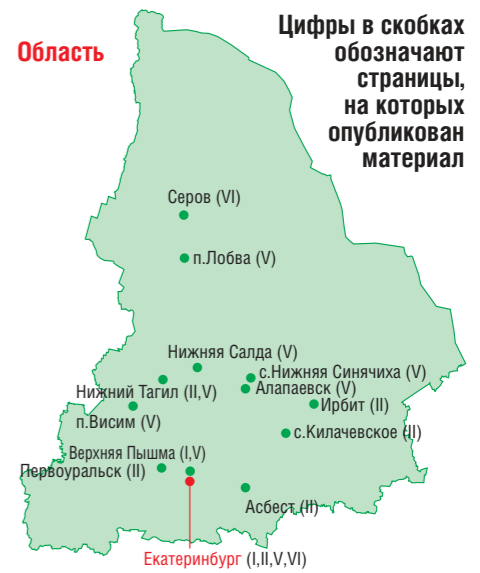 Область
Цифры в скобках
обозначают
страницы,
на которых
опубликован
материал
Серов (VI)
п.Лобва (V)
Нижняя Салда (V)
с.Нижняя Синячиха (V)
Алапаевск (V)
Нижний Тагил (II,V)
Ирбит (II)
п.Висим (V)
с.Килачевское (II)
Верхняя Пышма (I,V)
Первоуральск (II)
Асбест (II)
Екатеринбург (I,II,V,VI)